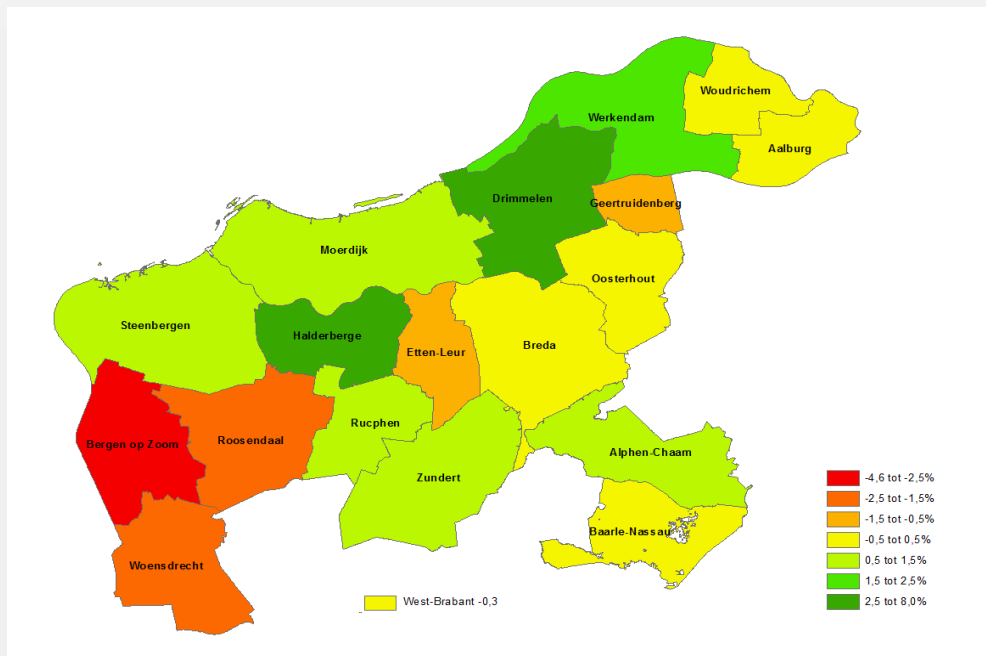 Woudrichem
Werkendam
Aalburg
Drimmelen
Geertruidenberg
Moerdijk
Oosterhout
Steenbergen
Halderberge
Breda
Etten-Leur
Rucphen
Roosendaal
Bergen op Zoom
Alphen-Chaam
Zundert
Baarle-Nassau
Woensdrecht
West-Brabant -0,3
-4,6 tot -2,5%
-2,5 tot -1,5%
-1,5 tot -0,5%
-0,5 tot 0,5%
0,5 tot 1,5%
1,5 tot 2,5%
2,5 tot 8,0%